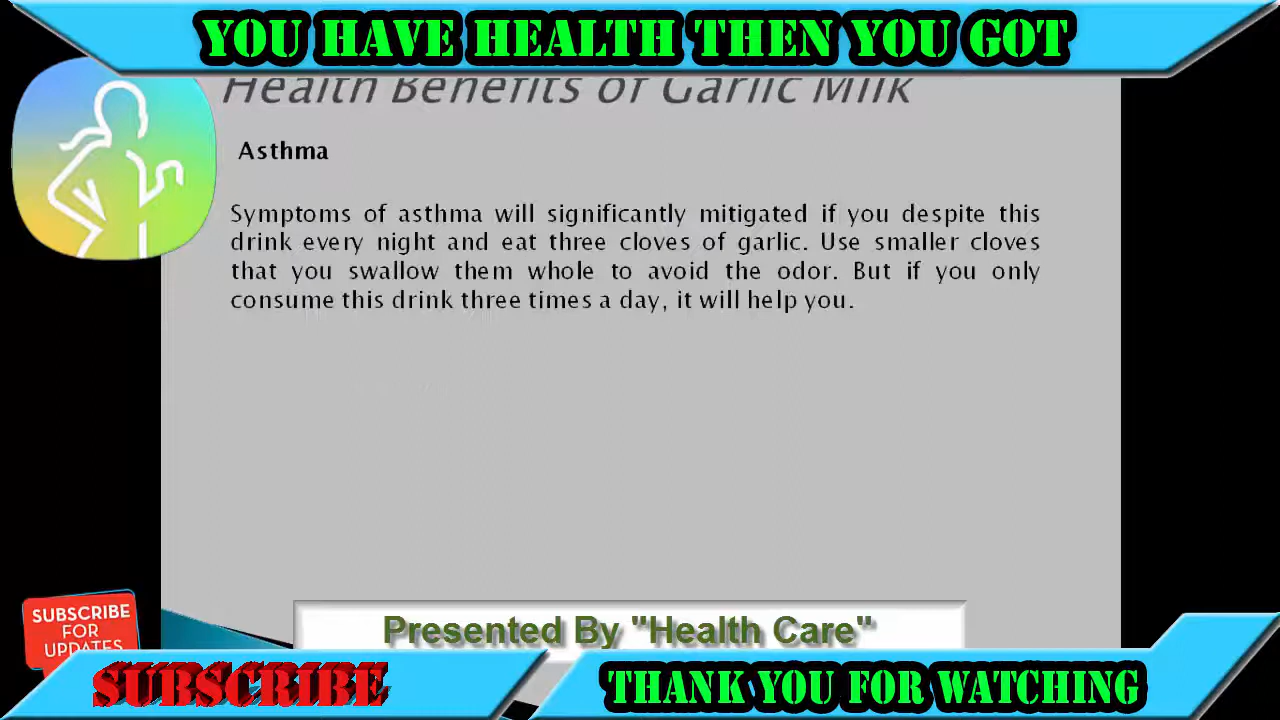 YOU HAVE HEALTH THEN YOU GOT
Health Benefits of Garlic Milk
Asthma
Symptoms of asthma will significantly mitigated if you despite this
drink every night and eat three cloves of garlic. Use smaller cloves
that you swallow them whole to avoid the odor. But if you only
consume this drink three times a day, it will help you.
Presented By "Health Care"
SUBSCRIBE
FOR
UPDATES
SUBSCRIBE
THANK YOU FOR WATCHING